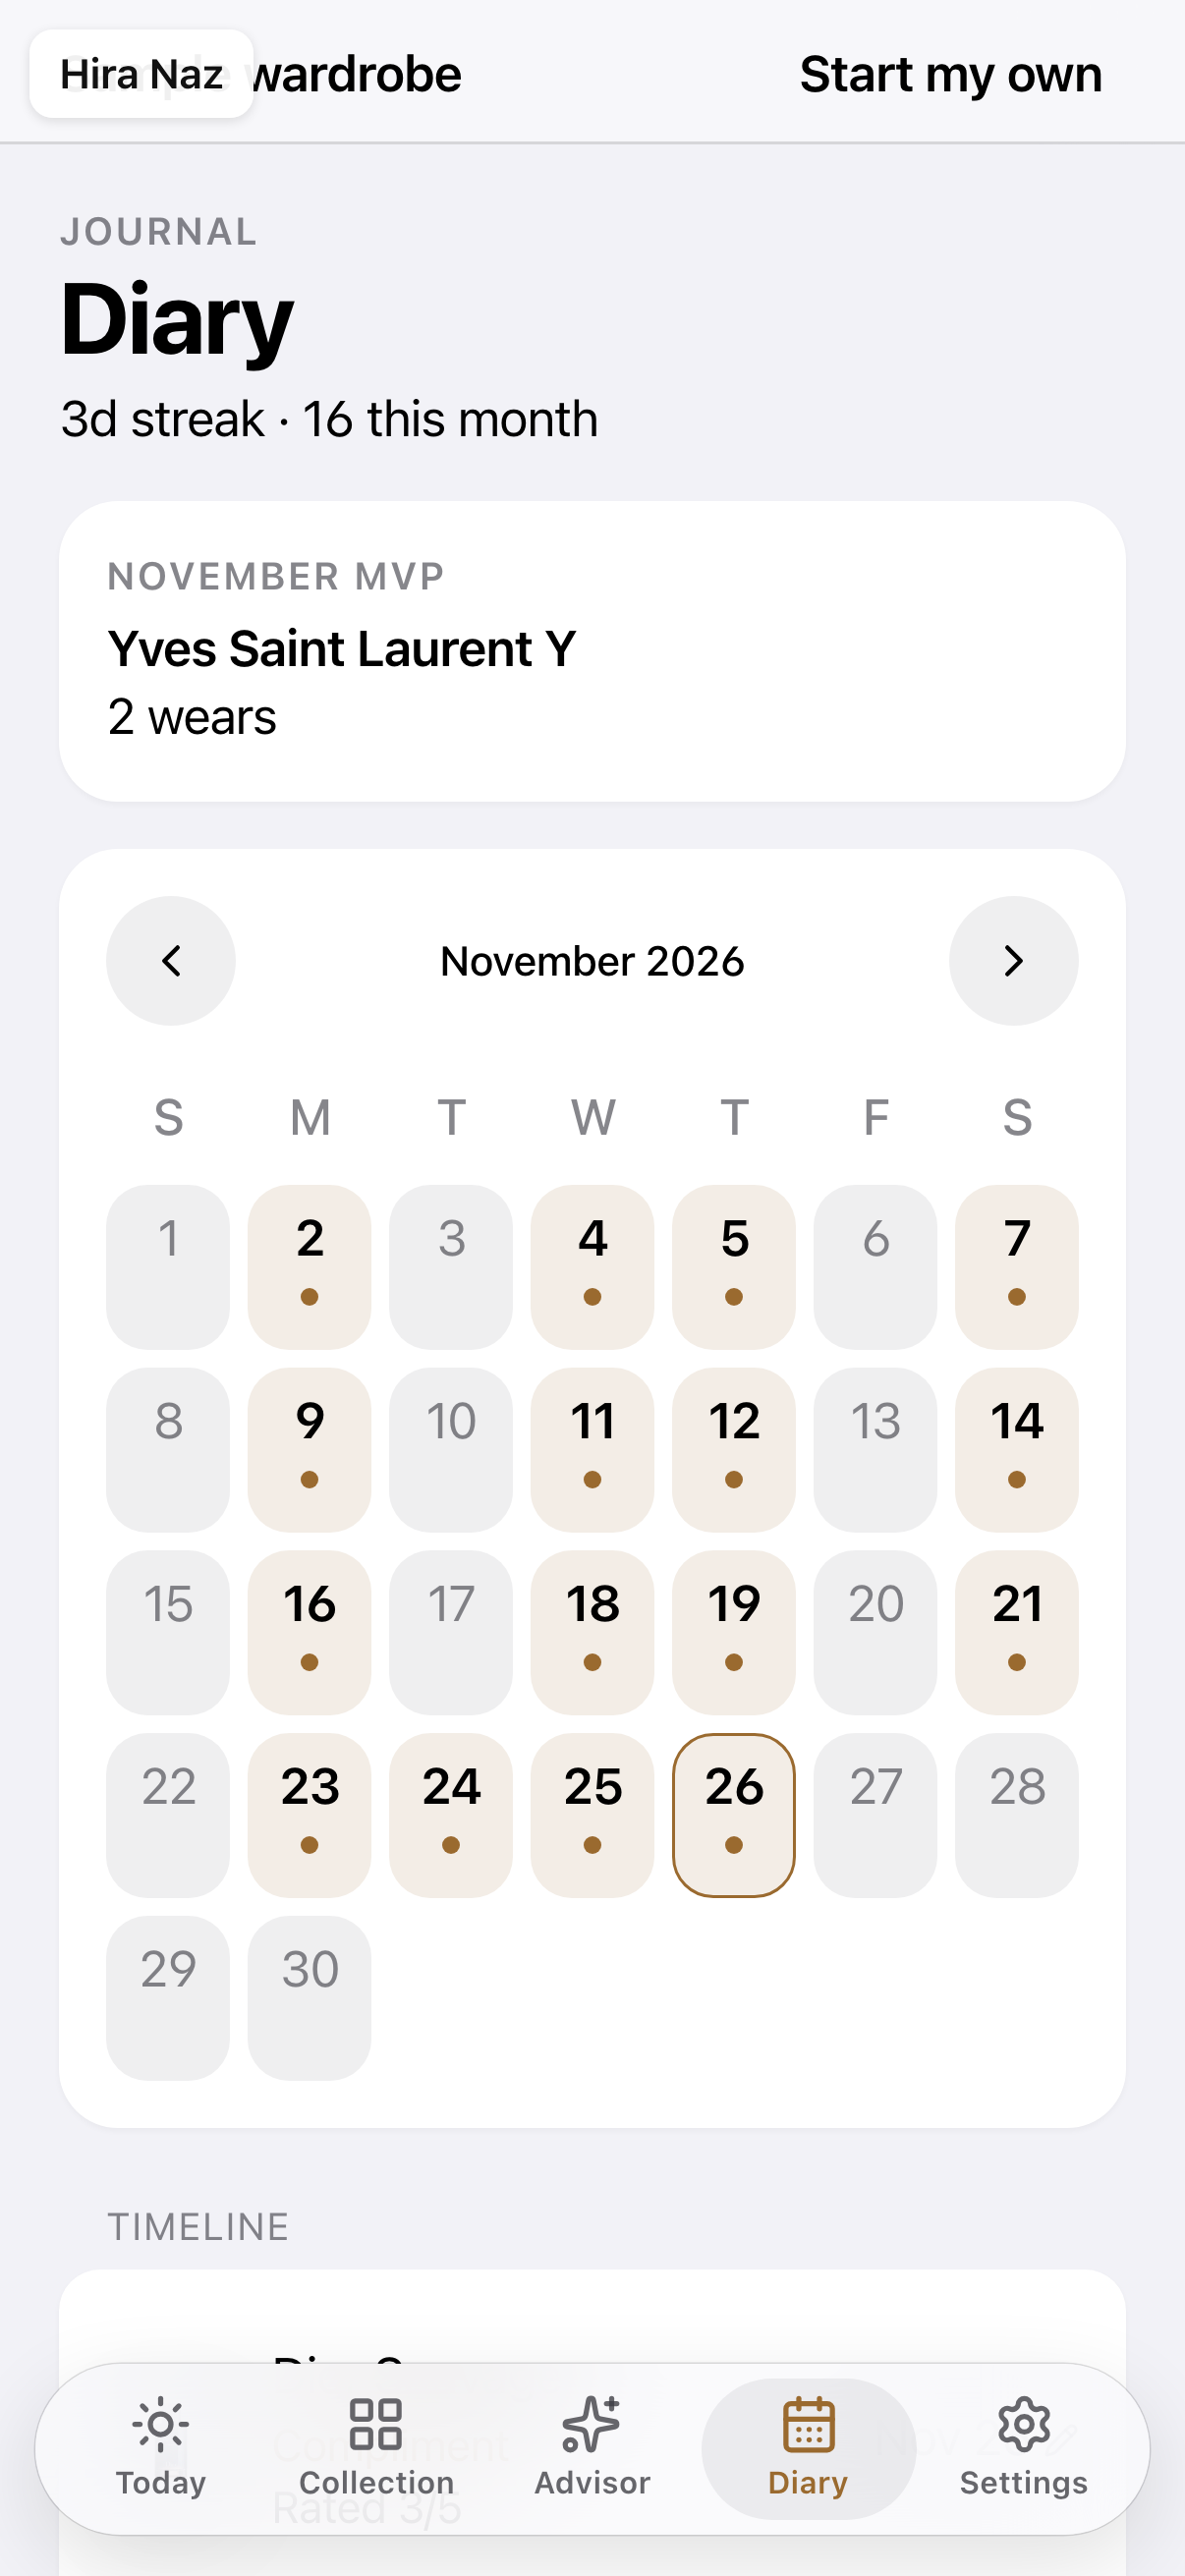 Hira Naz wardrobe
Start my own
JOURNAL
Diary
3d streak · 16 this month
NOVEMBER MVP
Yves Saint Laurent Y
2 wears
November 2026
S M T W T F S
1 2 3 4 5 6 7
8 9 10 11 12 13 14
15 16 17 18 19 20 21
22 23 24 25 26 27 28
29 30
TIMELINE
Compliment
Nov
Rated 3/5
Today Collection Advisor Diary Settings